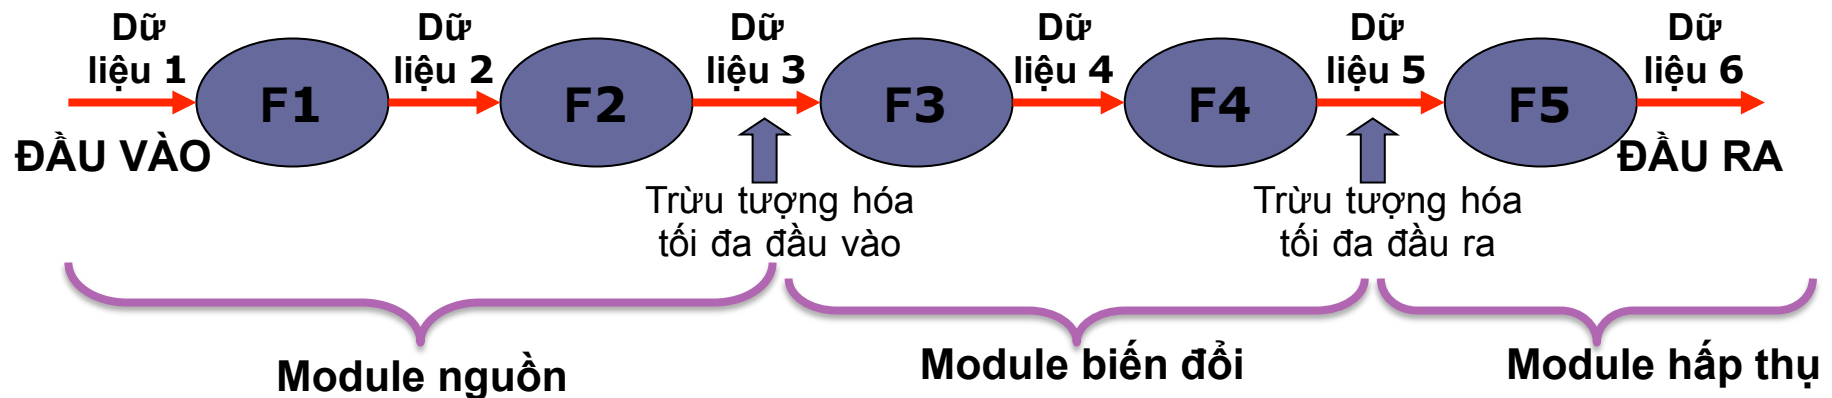 Dữ
liệu 1
Dữ
liệu 2
Dữ
liệu 3
Dữ
liệu 4
Dữ
liệu 5
Dữ
liệu 6
F1
F2
F3
F4
F5
ĐẦU VÀO
ĐẦU RA
Trừu tượng hóa
tối đa đầu vào
Trừu tượng hóa
tối đa đầu ra
Module nguồn
Module biến đổi
Module hấp thụ